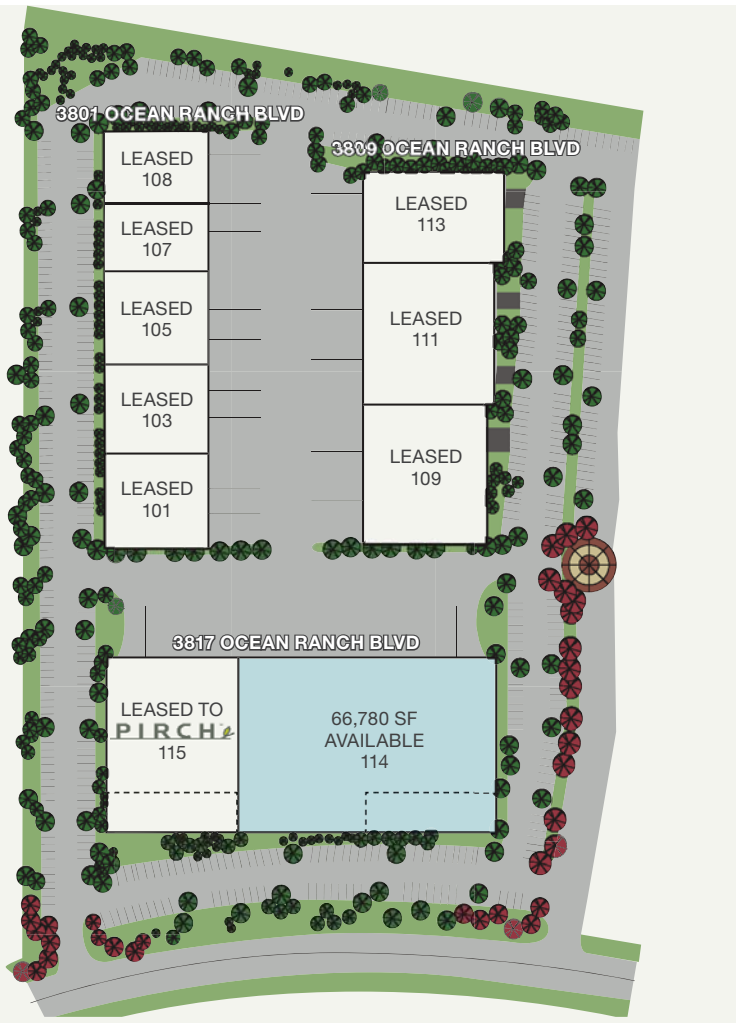 3801 OCEAN RANCH BLVD
LEASED
108
LEASED
107
LEASED
105
LEASED
103
LEASED
101
3809 OCEAN RANCH BLVD
LEASED
113
LEASED
111
LEASED
109
3817 OCEAN RANCH BLVD
LEASED TO
PIRCH
115
66,780 SF
AVAILABLE
114